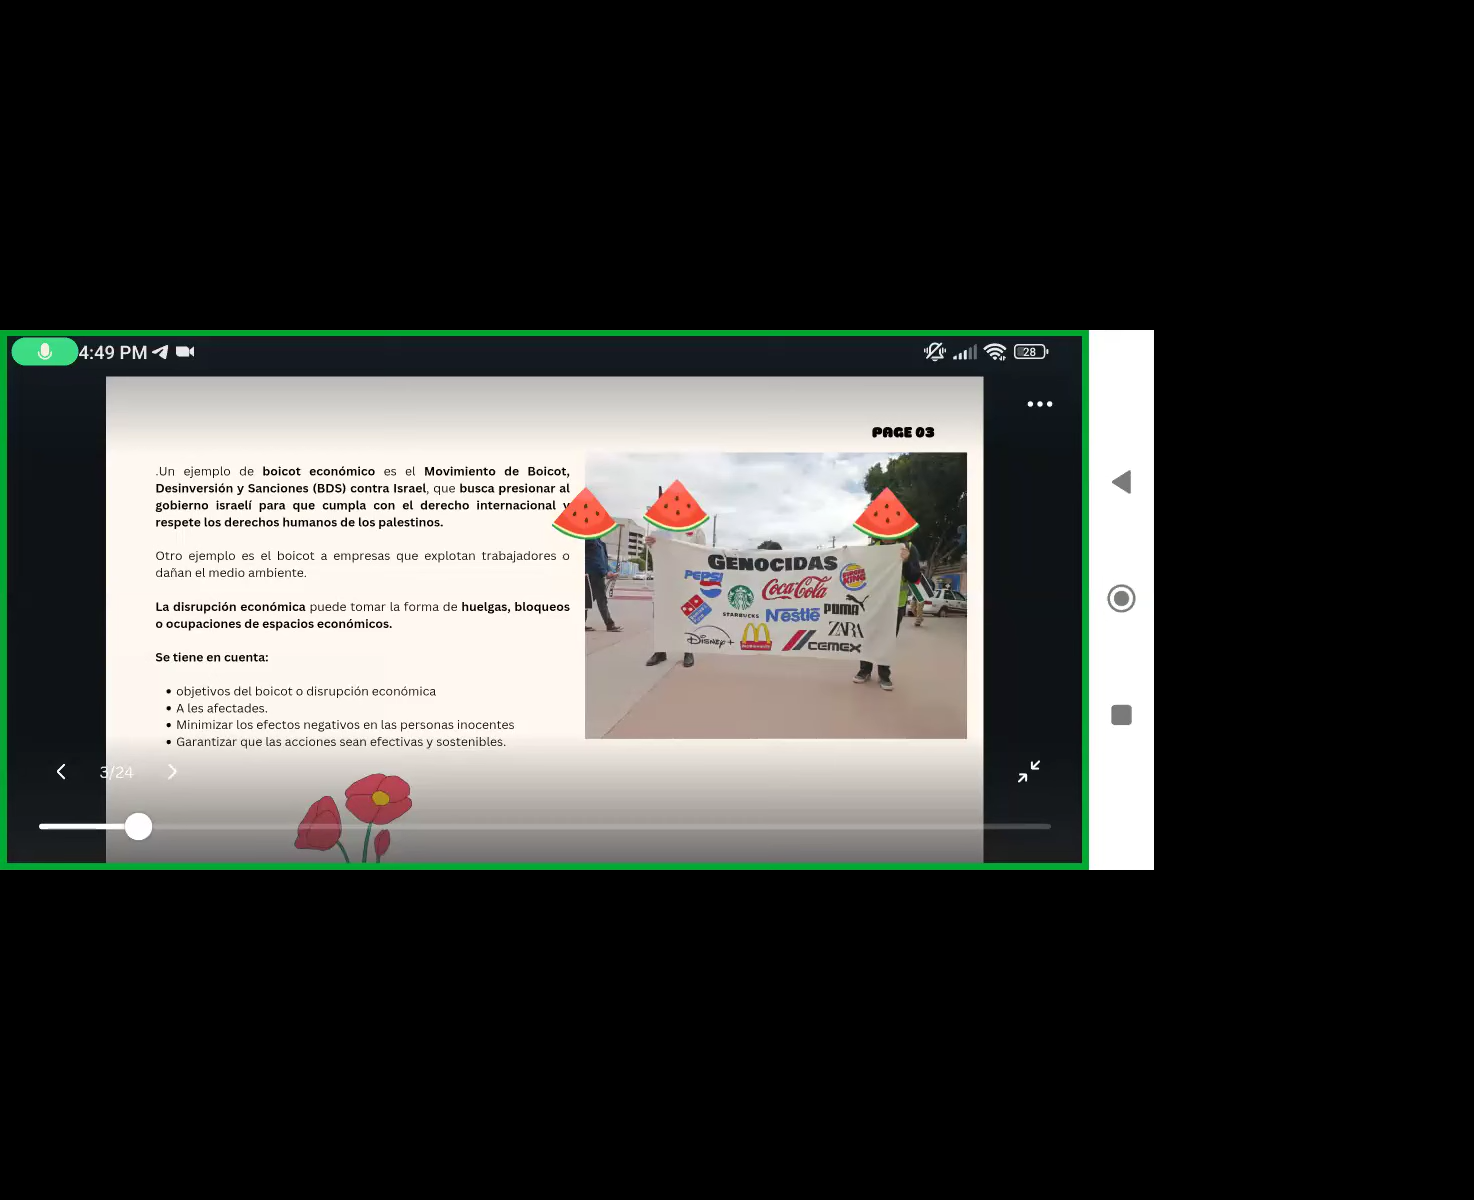 4:49 PM
28
PAGE 03
.Un ejemplo de boicot económico es el Movimiento de Boicot,
Desinversión y Sanciones (BDS) contra Israel, que busca presionar al
gobierno israelí para que cumpla con el derecho internacional y
respete los derechos humanos de los palestinos.
Otro ejemplo es el boicot a empresas que explotan trabajadores o
dañan el medio ambiente.
La disrupción económica puede tomar la forma de huelgas, bloqueos
o ocupaciones de espacios económicos.
Se tiene en cuenta:
• objetivos del boicot o disrupción económica
• A les afectades.
• Minimizar los efectos negativos en las personas inocentes
• Garantizar que las acciones sean efectivas y sostenibles.
GENOCIDAS
PEPSI
Coca-Cola
BURGER KING
STARBUCKS
Nestlé
PUMA
Disney+
McDonald's
ZARA
CEMEX
3/24